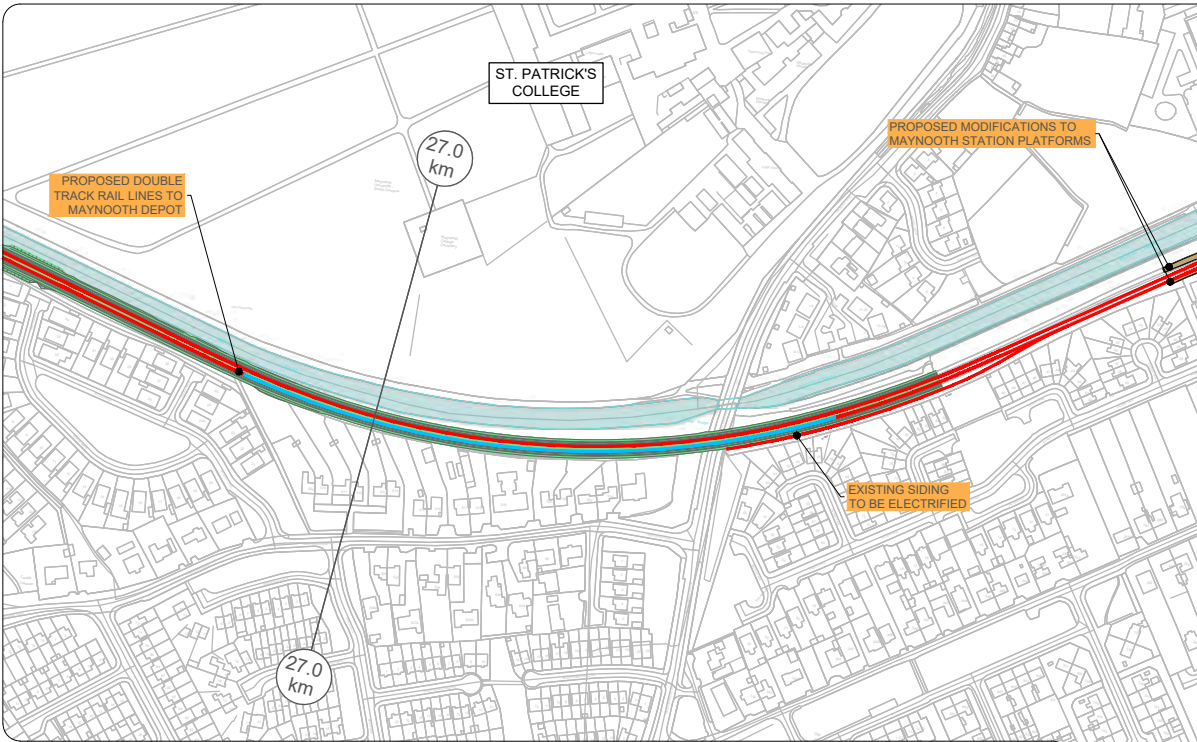 ST. PATRICK'S
COLLEGE
27.0
km
PROPOSED MODIFICATIONS TO
MAYNOOTH STATION PLATFORMS
PROPOSED DOUBLE
TRACK RAIL LINES TO
MAYNOOTH DEPOT
EXISTING SIDING
TO BE ELECTRIFIED
27.0
km